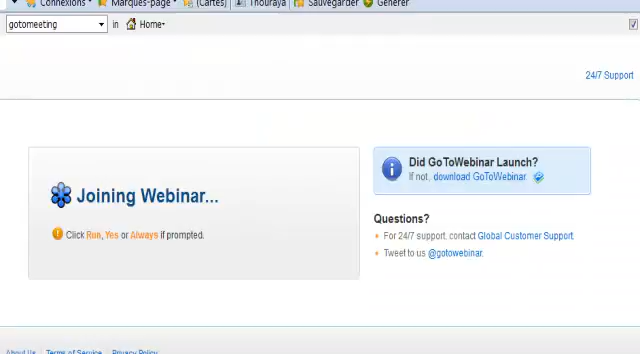 Connexions
Marques-page
(Cartes)
Thouraya
Sauvegarder
Générer
gotomeeting
in
Home
24/7 Support
Joining Webinar...
Click Run, Yes or Always if prompted.
Did GoToWebinar Launch?
If not, download GoToWebinar
Questions?
For 24/7 support, contact Global Customer Support.
Tweet to us @gotowebinar.
About Us
Terms of Service
Privacy Policy